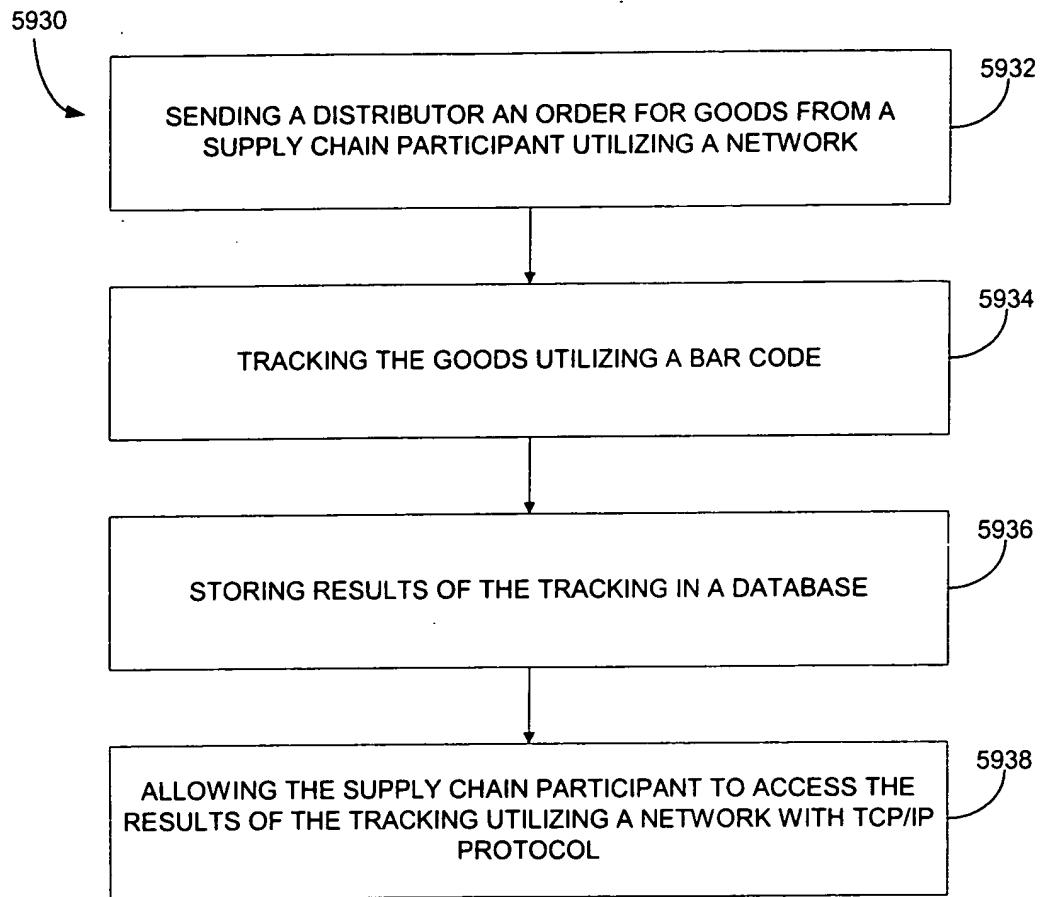 5930
5932
SENDING A DISTRIBUTOR AN ORDER FOR GOODS FROM A
SUPPLY CHAIN PARTICIPANT UTILIZING A NETWORK
5934
TRACKING THE GOODS UTILIZING A BAR CODE
5936
STORING RESULTS OF THE TRACKING IN A DATABASE
5938
ALLOWING THE SUPPLY CHAIN PARTICIPANT TO ACCESS THE
RESULTS OF THE TRACKING UTILIZING A NETWORK WITH TCP/IP
PROTOCOL